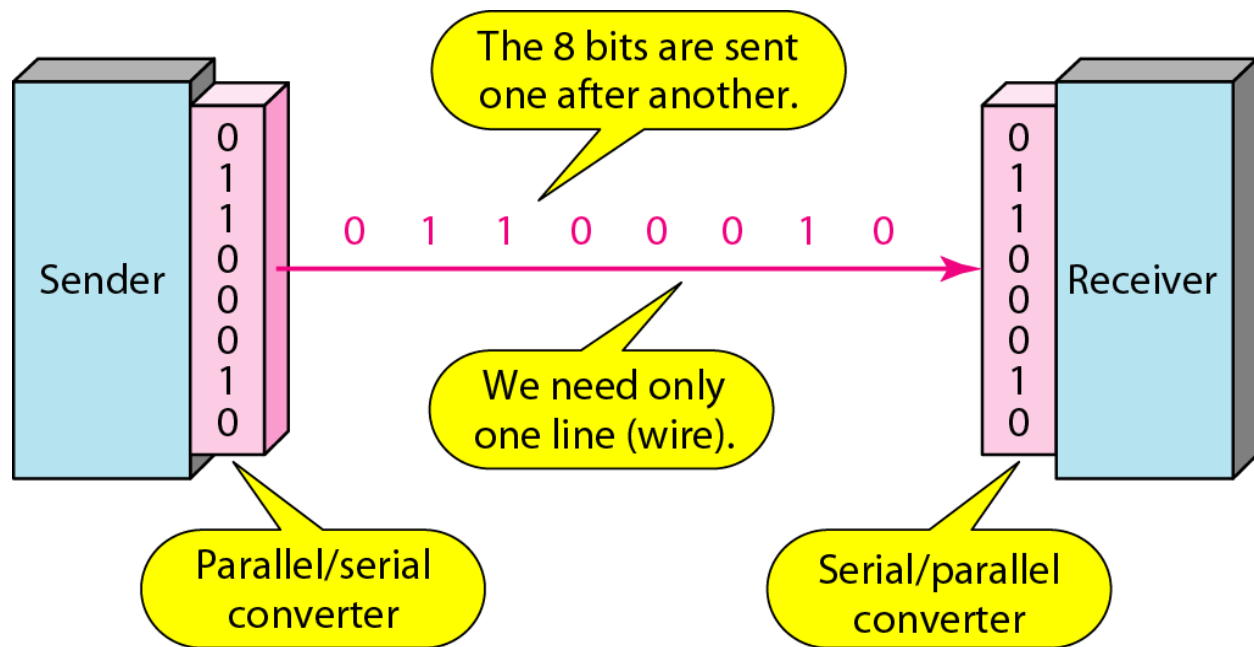 The 8 bits are sent
one after another.
0
1
1
0
0
0
1
0
0 1 1 0 0 0 1 0
0
1
1
0
0
0
1
0
Sender
Receiver
We need only
one line (wire).
Parallel/serial
converter
Serial/parallel
converter